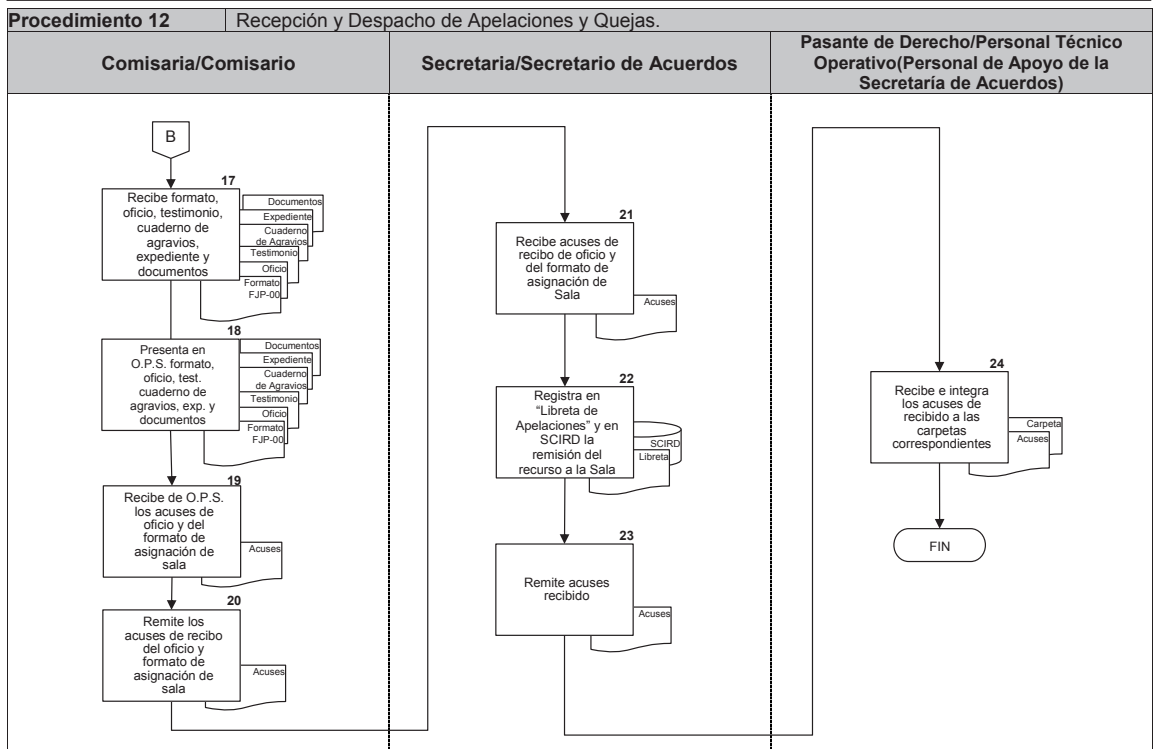 Procedimiento 12
Recepción y Despacho de Apelaciones y Quejas.
Comisaria/Comisario
Secretaria/Secretario de Acuerdos
Pasante de Derecho/Personal Técnico
Operativo(Personal de Apoyo de la
Secretaría de Acuerdos)
B
17
Recibe formato,
oficio, testimonio,
cuaderno de
agravios,
expediente y
documentos
Documentos
Expediente
Cuaderno
de Agravios
Testimonio
Oficio
Formato
FJP-00
18
Presenta en
O.P.S. formato,
oficio, test.
cuaderno de
agravios, exp. y
documentos
Documentos
Expediente
Cuaderno
de Agravios
Testimonio
Oficio
Formato
FJP-00
19
Recibe de O.P.S.
los acuses de
oficio y del
formato de
asignación de
sala
Acuses
20
Remite los
acuses de recibo
del oficio y
formato de
asignación de
sala
Acuses
21
Recibe acuses de
recibo de oficio y
del formato de
asignación de
Sala
Acuses
22
Registra en
“Libreta de
Apelaciones” y en
SCIRD la
remisión del
recurso a la Sala
SCIRD
Libreta
23
Remite acuses
recibido
Acuses
24
Recibe e integra
los acuses de
recibido a las
carpetas
correspondientes
Carpeta
Acuses
FIN